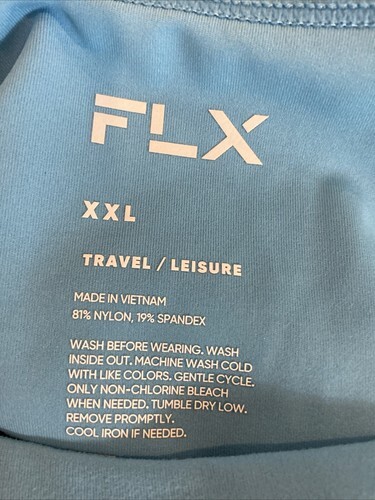 FLX
XXL
TRAVEL / LEISURE
MADE IN VIETNAM
81% NYLON, 19% SPANDEX
WASH BEFORE WEARING. WASH
INSIDE OUT. MACHINE WASH COLD
WITH LIKE COLORS. GENTLE CYCLE.
ONLY NON-CHLORINE BLEACH
WHEN NEEDED. TUMBLE DRY LOW.
REMOVE PROMPTLY.
COOL IRON IF NEEDED.